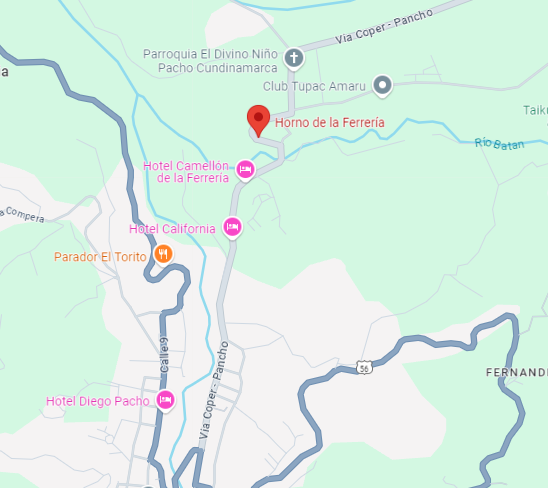 Via Coper - Pancho
Parroquia El Divino Niño
Pacho Cundinamarca
a
Club Tupac Amaru
Taiku
Horno de la Ferrería
Río Batan
Hotel Camellón
de la Ferrería
a Compera
Hotel California
Parador El Torito
Calle 9
56
Via Coper - Pancho
FERNANDE
Hotel Diego Pacho